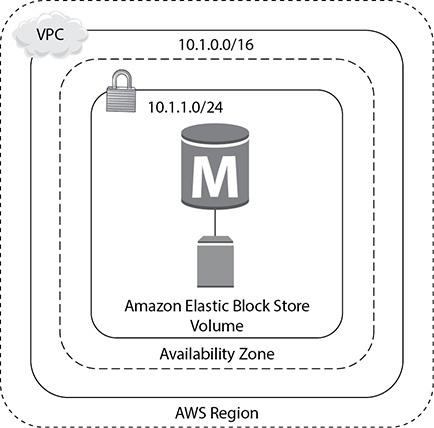 VPC
10.1.0.0/16
10.1.1.0/24
M
Amazon Elastic Block Store
Volume
Availability Zone
AWS Region